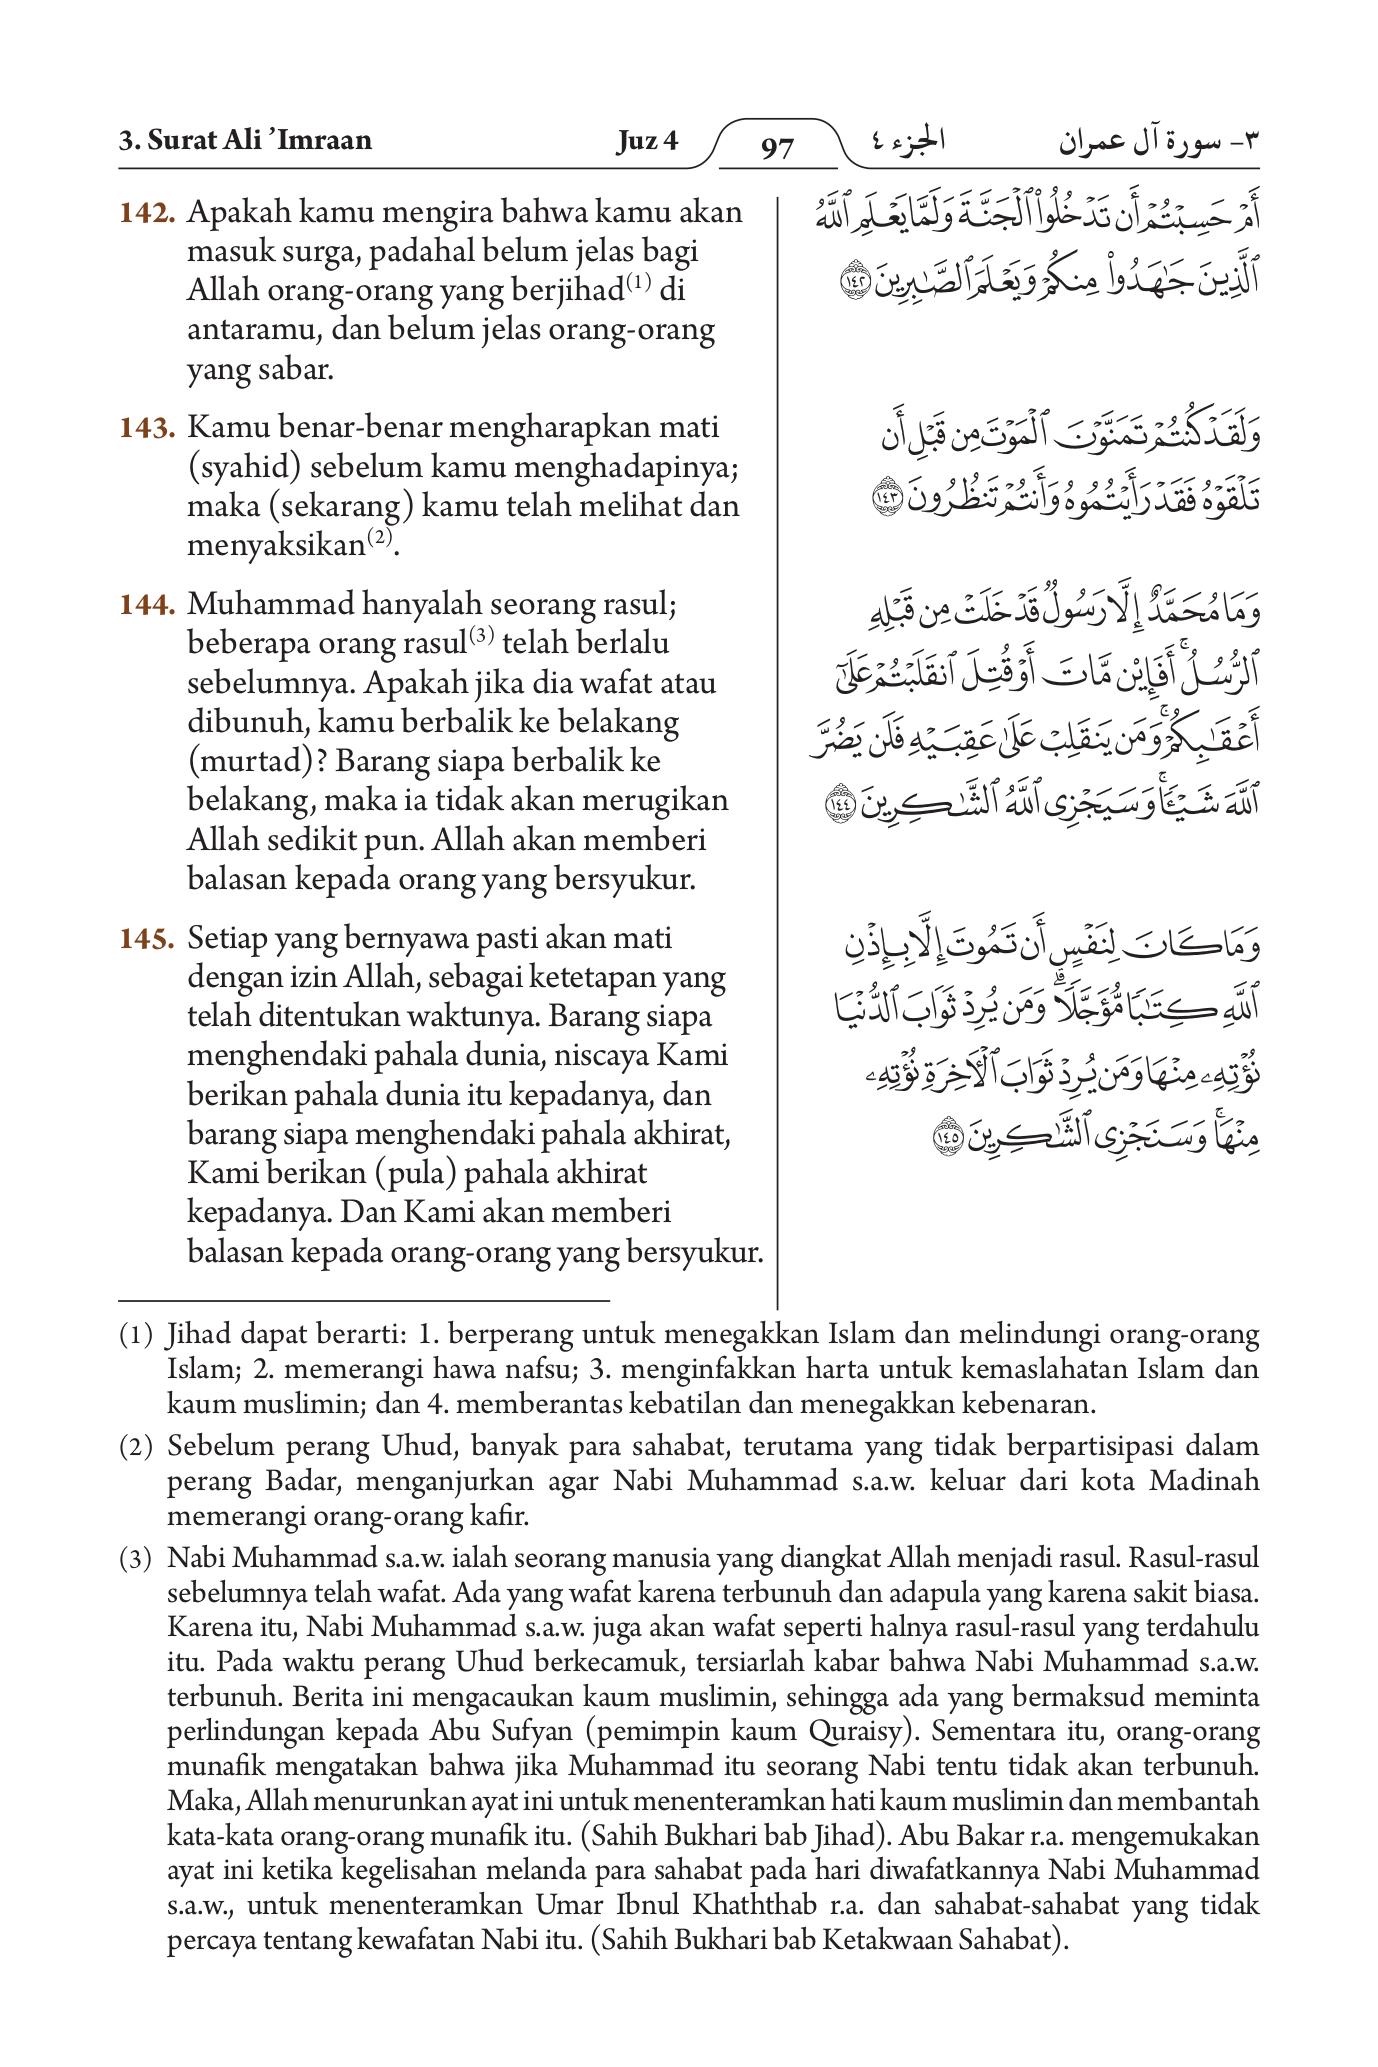 3. Surat Ali ’Imraan
Juz 4
97
الجزء ٤
٣- سورة آل عمران
142. Apakah kamu mengira bahwa kamu akan
masuk surga, padahal belum jelas bagi
Allah orang-orang yang berjihad(1) di
antaramu, dan belum jelas orang-orang
yang sabar.
143. Kamu benar-benar mengharapkan mati
(syahid) sebelum kamu menghadapinya;
maka (sekarang) kamu telah melihat dan
menyaksikan(2).
144. Muhammad hanyalah seorang rasul;
beberapa orang rasul(3) telah berlalu
sebelumnya. Apakah jika dia wafat atau
dibunuh, kamu berbalik ke belakang
(murtad)? Barang siapa berbalik ke
belakang, maka ia tidak akan merugikan
Allah sedikit pun. Allah akan memberi
balasan kepada orang yang bersyukur.
145. Setiap yang bernyawa pasti akan mati
dengan izin Allah, sebagai ketetapan yang
telah ditentukan waktunya. Barang siapa
menghendaki pahala dunia, niscaya Kami
berikan pahala dunia itu kepadanya, dan
barang siapa menghendaki pahala akhirat,
Kami berikan (pula) pahala akhirat
kepadanya. Dan Kami akan memberi
balasan kepada orang-orang yang bersyukur.
أَمْ حَسِبْتُمْ أَن تَدْخُلُوا۟ ٱلْجَنَّةَ وَلَمَّا يَعْلَمِ ٱللَّهُ
ٱلَّذِينَ جَـٰهَدُوا۟ مِنكُمْ وَيَعْلَمَ ٱلصَّـٰبِرِينَ ١٤٢
وَلَقَدْ كُنتُمْ تَمَنَّوْنَ ٱلْمَوْتَ مِن قَبْلِ أَن
تَلْقَوْهُ فَقَدْ رَأَيْتُمُوهُ وَأَنتُمْ تَنظُرُونَ ١٤٣
وَمَا مُحَمَّدٌ إِلَّا رَسُولٌ قَدْ خَلَتْ مِن قَبْلِهِ
ٱلرُّسُلُ ۚ أَفَإِي۟ن مَّاتَ أَوْ قُتِلَ ٱنقَلَبْتُمْ عَلَىٰٓ
أَعْقَـٰبِكُمْ ۚ وَمَن يَنقَلِبْ عَلَىٰ عَقِبَيْهِ فَلَن يَضُرَّ
ٱللَّهَ شَيْـًٔا ۗ وَسَيَجْزِى ٱللَّهُ ٱلشَّـٰكِرِينَ ١٤٤
وَمَا كَانَ لِنَفْسٍ أَن تَمُوتَ إِلَّا بِإِذْنِ
ٱللَّهِ كِتَـٰبًا مُّؤَجَّلًا ۗ وَمَن يُرِدْ ثَوَابَ ٱلدُّنْيَا
نُؤْتِهِۦ مِنْهَا وَمَن يُرِدْ ثَوَابَ ٱلْـَٔاخِرَةِ نُؤْتِهِۦ
مِنْهَا ۚ وَسَنَجْزِى ٱلشَّـٰكِرِينَ ١٤٥
(1) Jihad dapat berarti: 1. berperang untuk menegakkan Islam dan melindungi orang-orang
Islam; 2. memerangi hawa nafsu; 3. menginfakkan harta untuk kemaslahatan Islam dan
kaum muslimin; dan 4. memberantas kebatilan dan menegakkan kebenaran.
(2) Sebelum perang Uhud, banyak para sahabat, terutama yang tidak berpartisipasi dalam
perang Badar, menganjurkan agar Nabi Muhammad s.a.w. keluar dari kota Madinah
memerangi orang-orang kafir.
(3) Nabi Muhammad s.a.w. ialah seorang manusia yang diangkat Allah menjadi rasul. Rasul-rasul
sebelumnya telah wafat. Ada yang wafat karena terbunuh dan adapula yang karena sakit biasa.
Karena itu, Nabi Muhammad s.a.w. juga akan wafat seperti halnya rasul-rasul yang terdahulu
itu. Pada waktu perang Uhud berkecamuk, tersiarlah kabar bahwa Nabi Muhammad s.a.w.
terbunuh. Berita ini mengacaukan kaum muslimin, sehingga ada yang bermaksud meminta
perlindungan kepada Abu Sufyan (pemimpin kaum Quraisy). Sementara itu, orang-orang
munafik mengatakan bahwa jika Muhammad itu seorang Nabi tentu tidak akan terbunuh.
Maka, Allah menurunkan ayat ini untuk menenteramkan hati kaum muslimin dan membantah
kata-kata orang-orang munafik itu. (Sahih Bukhari bab Jihad). Abu Bakar r.a. mengemukakan
ayat ini ketika kegelisahan melanda para sahabat pada hari diwafatkannya Nabi Muhammad
s.a.w., untuk menenteramkan Umar Ibnul Khaththab r.a. dan sahabat-sahabat yang tidak
percaya tentang kewafatan Nabi itu. (Sahih Bukhari bab Ketakwaan Sahabat).